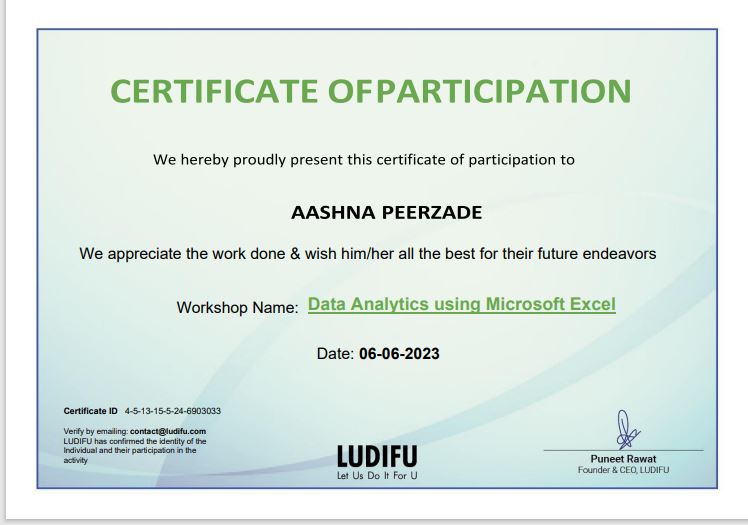 CERTIFICATE OFPARTICIPATION
We hereby proudly present this certificate of participation to
AASHNA PEERZADE
We appreciate the work done & wish him/her all the best for their future endeavors
Workshop Name: Data Analytics using Microsoft Excel
Date: 06-06-2023
Certificate ID 4-5-13-15-5-24-6903033
Verify by emailing: contact@ludifu.com
LUDIFU has confirmed the identity of the
Individual and their participation in the
activity
LUDIFU
Let Us Do It For U
Puneet Rawat
Founder & CEO, LUDIFU